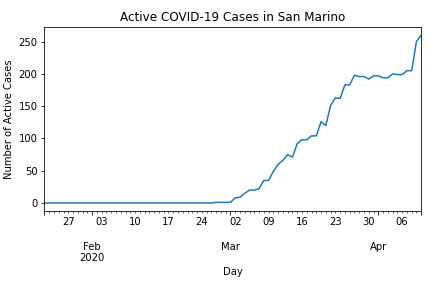 Active COVID-19 Cases in San Marino
Number of Active Cases
250
200
150
100
50
0
27 03 10 17 24 02 09 16 23 30 06
Feb Mar Apr
2020
Day